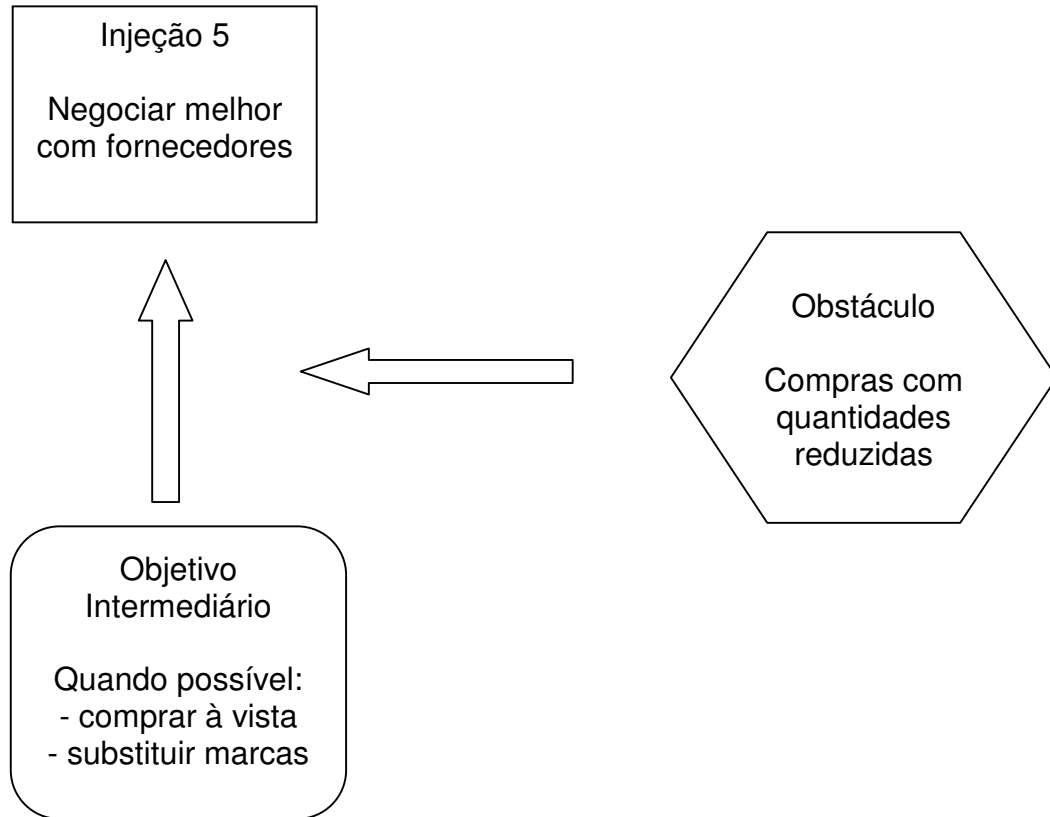 Injeção 5
Negociar melhor
com fornecedores
Obstáculo
Compras com
quantidades
reduzidas
Objetivo
Intermediário
Quando possível:
- comprar à vista
- substituir marcas